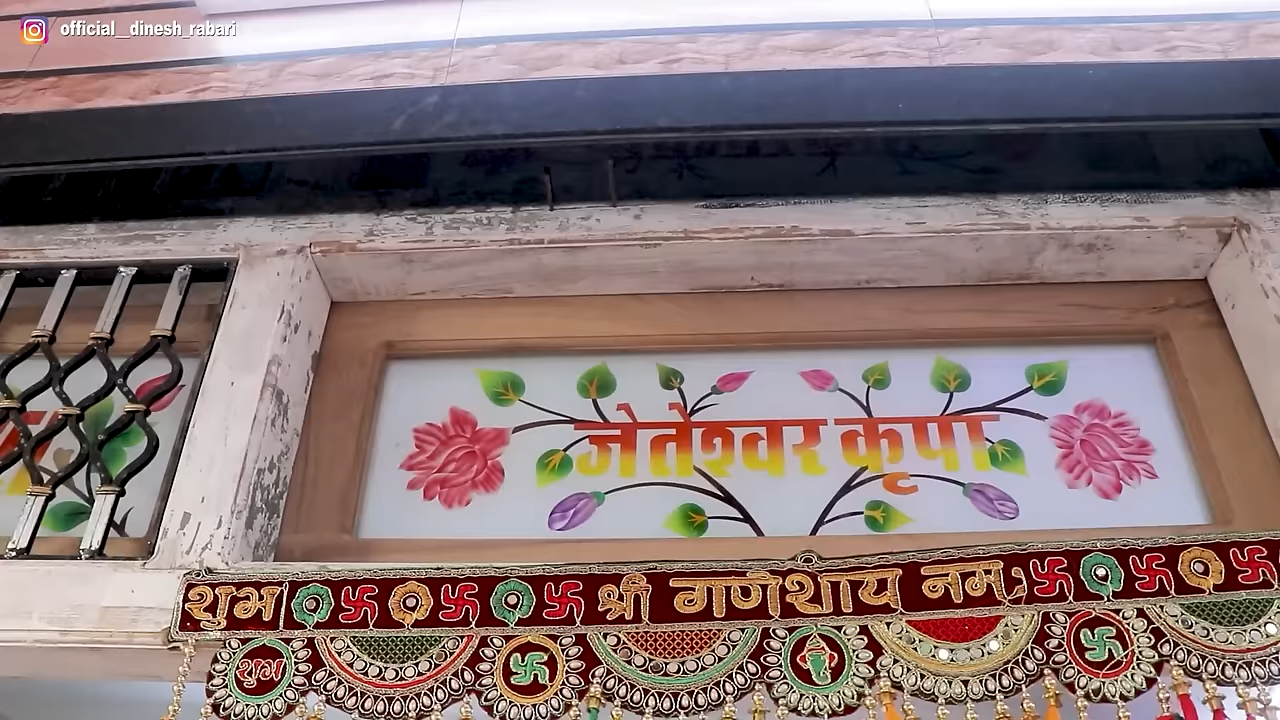 official__dinesh_rabari
जेतेश्वर कृपा
शुभ श्री गणेशाय नमः
शुभ